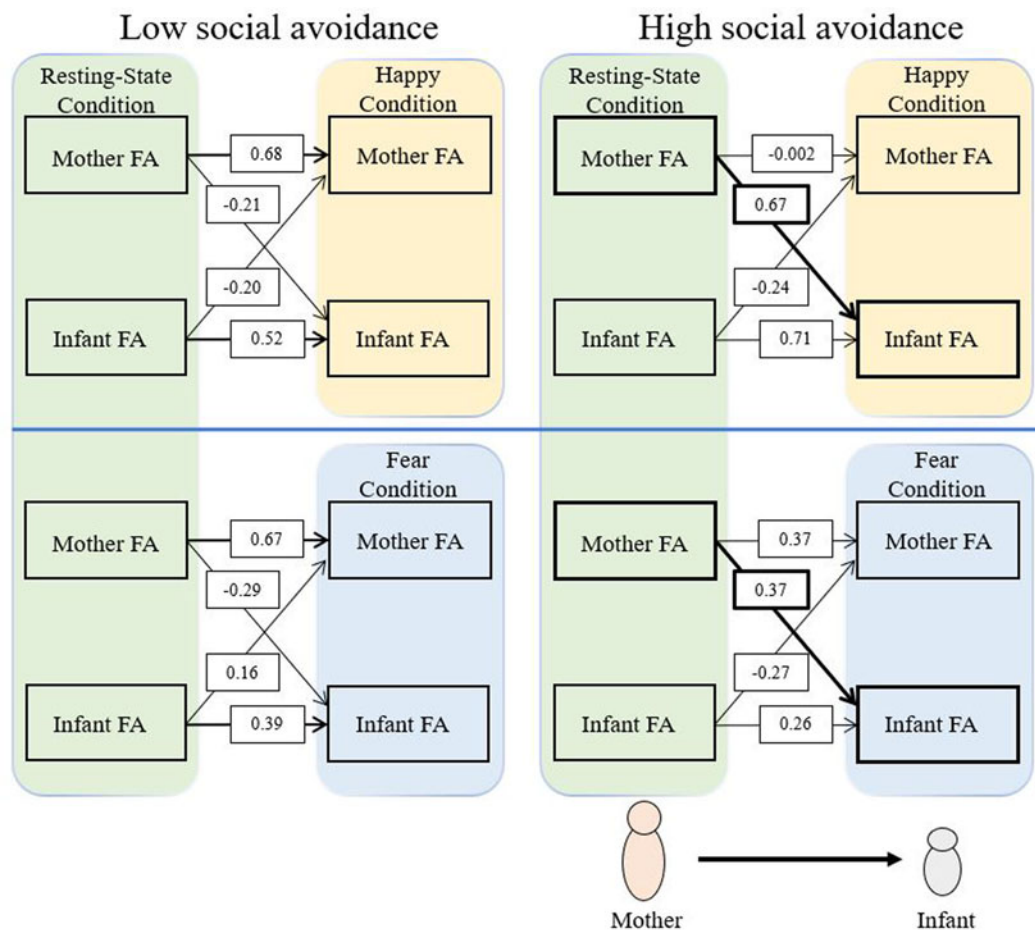 Low social avoidance
High social avoidance
Resting-State
Condition
Happy
Condition
Mother FA
0.68
Mother FA
-0.21
-0.20
Infant FA
0.52
Infant FA
Resting-State
Condition
Happy
Condition
Mother FA
-0.002
Mother FA
0.67
-0.24
Infant FA
0.71
Infant FA
Fear
Condition
Mother FA
0.67
Mother FA
-0.29
0.16
Infant FA
0.39
Infant FA
Fear
Condition
Mother FA
0.37
Mother FA
0.37
-0.27
Infant FA
0.26
Infant FA
Mother
Infant